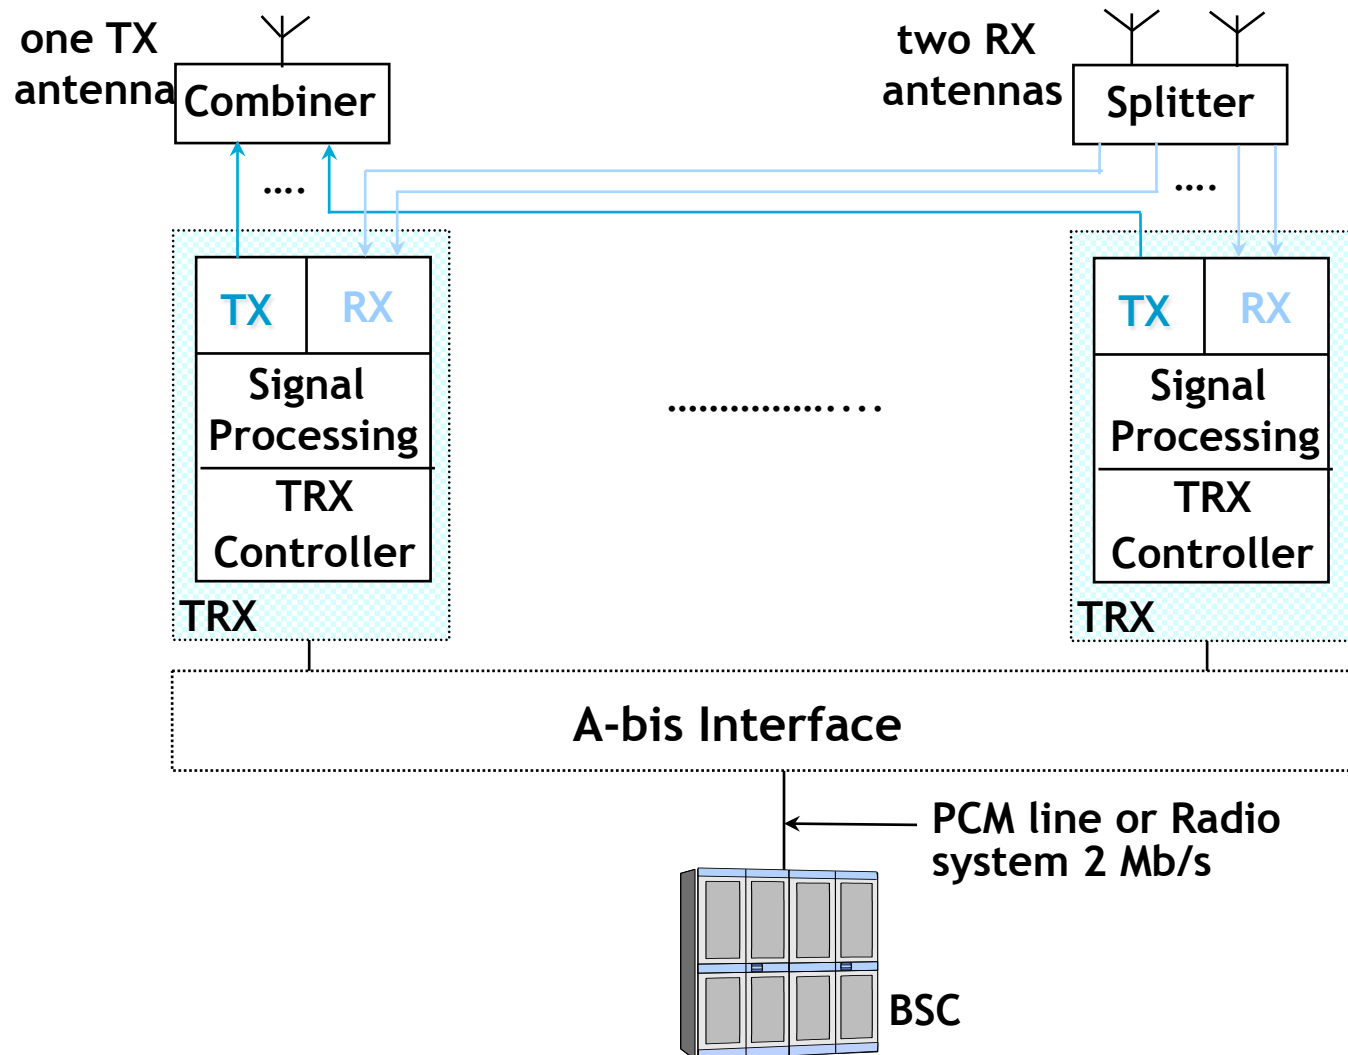 one TX
antenna
Combiner
two RX
antennas
Splitter
....
....
TX
RX
Signal
Processing
TRX
Controller
TRX
...................
TX
RX
Signal
Processing
TRX
Controller
TRX
A-bis Interface
PCM line or Radio
system 2 Mb/s
BSC